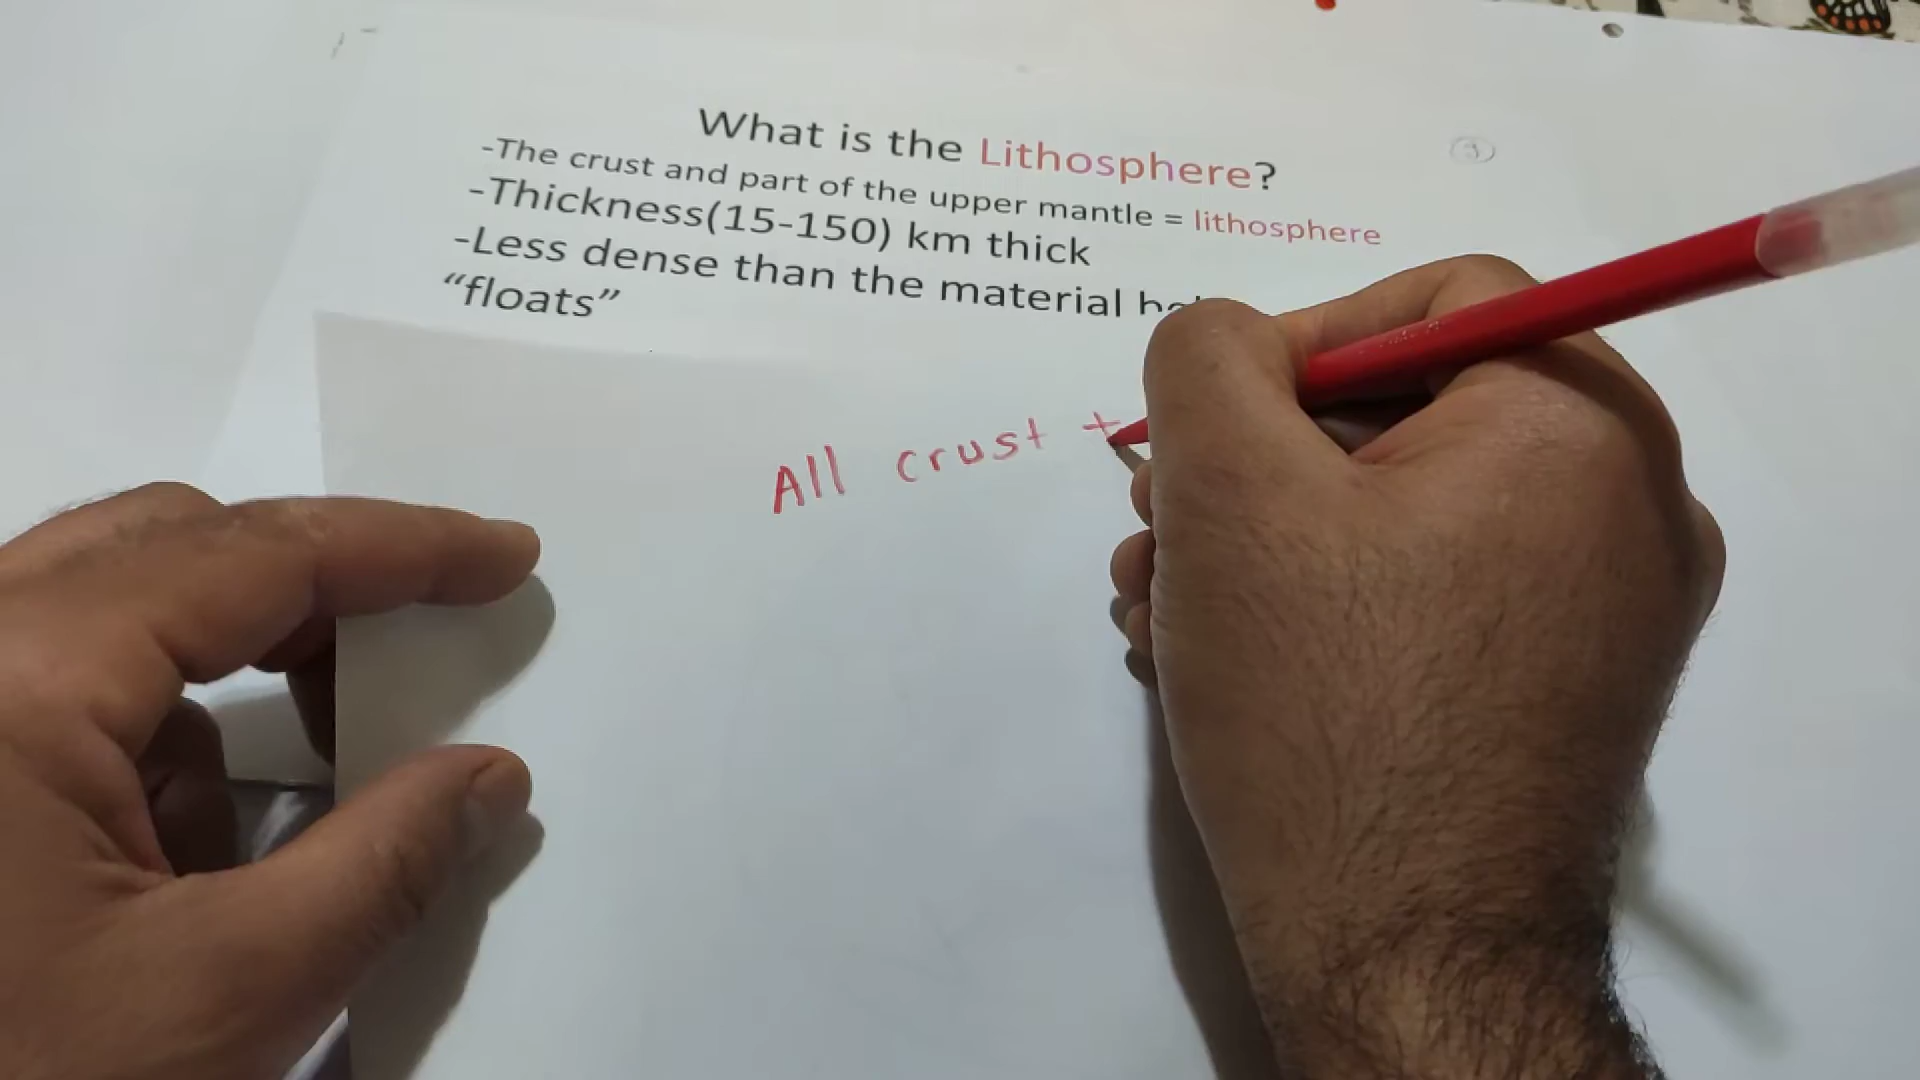 What is the Lithosphere?
-The crust and part of the upper mantle = lithosphere
-Thickness(15-150) km thick
-Less dense than the material
“floats”
All crust +